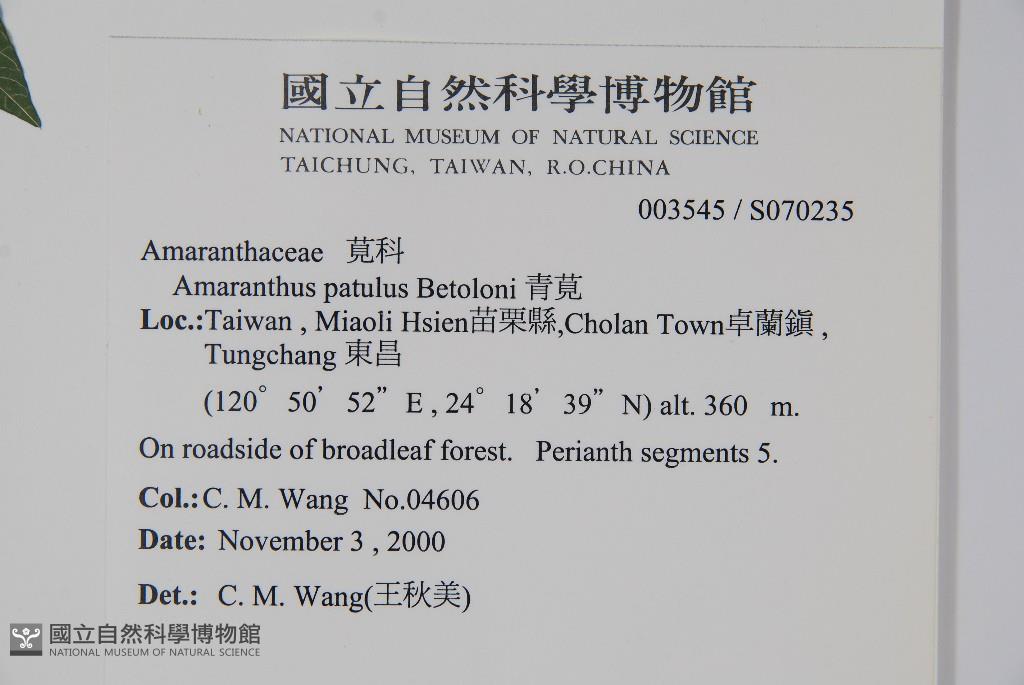 國立自然科學博物館
NATIONAL MUSEUM OF NATURAL SCIENCE
TAICHUNG, TAIWAN, R.O.CHINA
003545 / S070235
Amaranthaceae 莧科
Amaranthus patulus Betoloni 青莧
Loc.:Taiwan , Miaoli Hsien苗栗縣,Cholan Town卓蘭鎮 ,
Tungchang 東昌
(120° 50’ 52” E , 24° 18’ 39” N) alt. 360 m.
On roadside of broadleaf forest. Perianth segments 5.
Col.:C. M. Wang No.04606
Date: November 3 , 2000
Det.: C. M. Wang(王秋美)
國立自然科學博物館
NATIONAL MUSEUM OF NATURAL SCIENCE